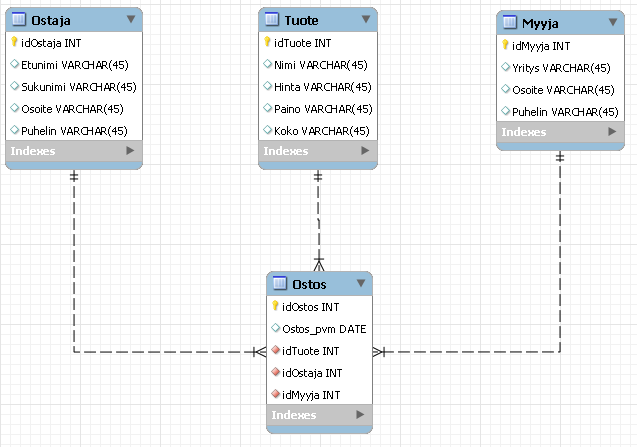 Ostaja
idOstaja INT
Etunimi VARCHAR(45)
Sukunimi VARCHAR(45)
Osoite VARCHAR(45)
Puhelin VARCHAR(45)
Indexes
Tuote
idTuote INT
Nimi VARCHAR(45)
Hinta VARCHAR(45)
Paino VARCHAR(45)
Koko VARCHAR(45)
Indexes
Myyja
idMyyja INT
Yritys VARCHAR(45)
Osoite VARCHAR(45)
Puhelin VARCHAR(45)
Indexes
Ostos
idOstos INT
Ostos_pvm DATE
idTuote INT
idOstaja INT
idMyyja INT
Indexes